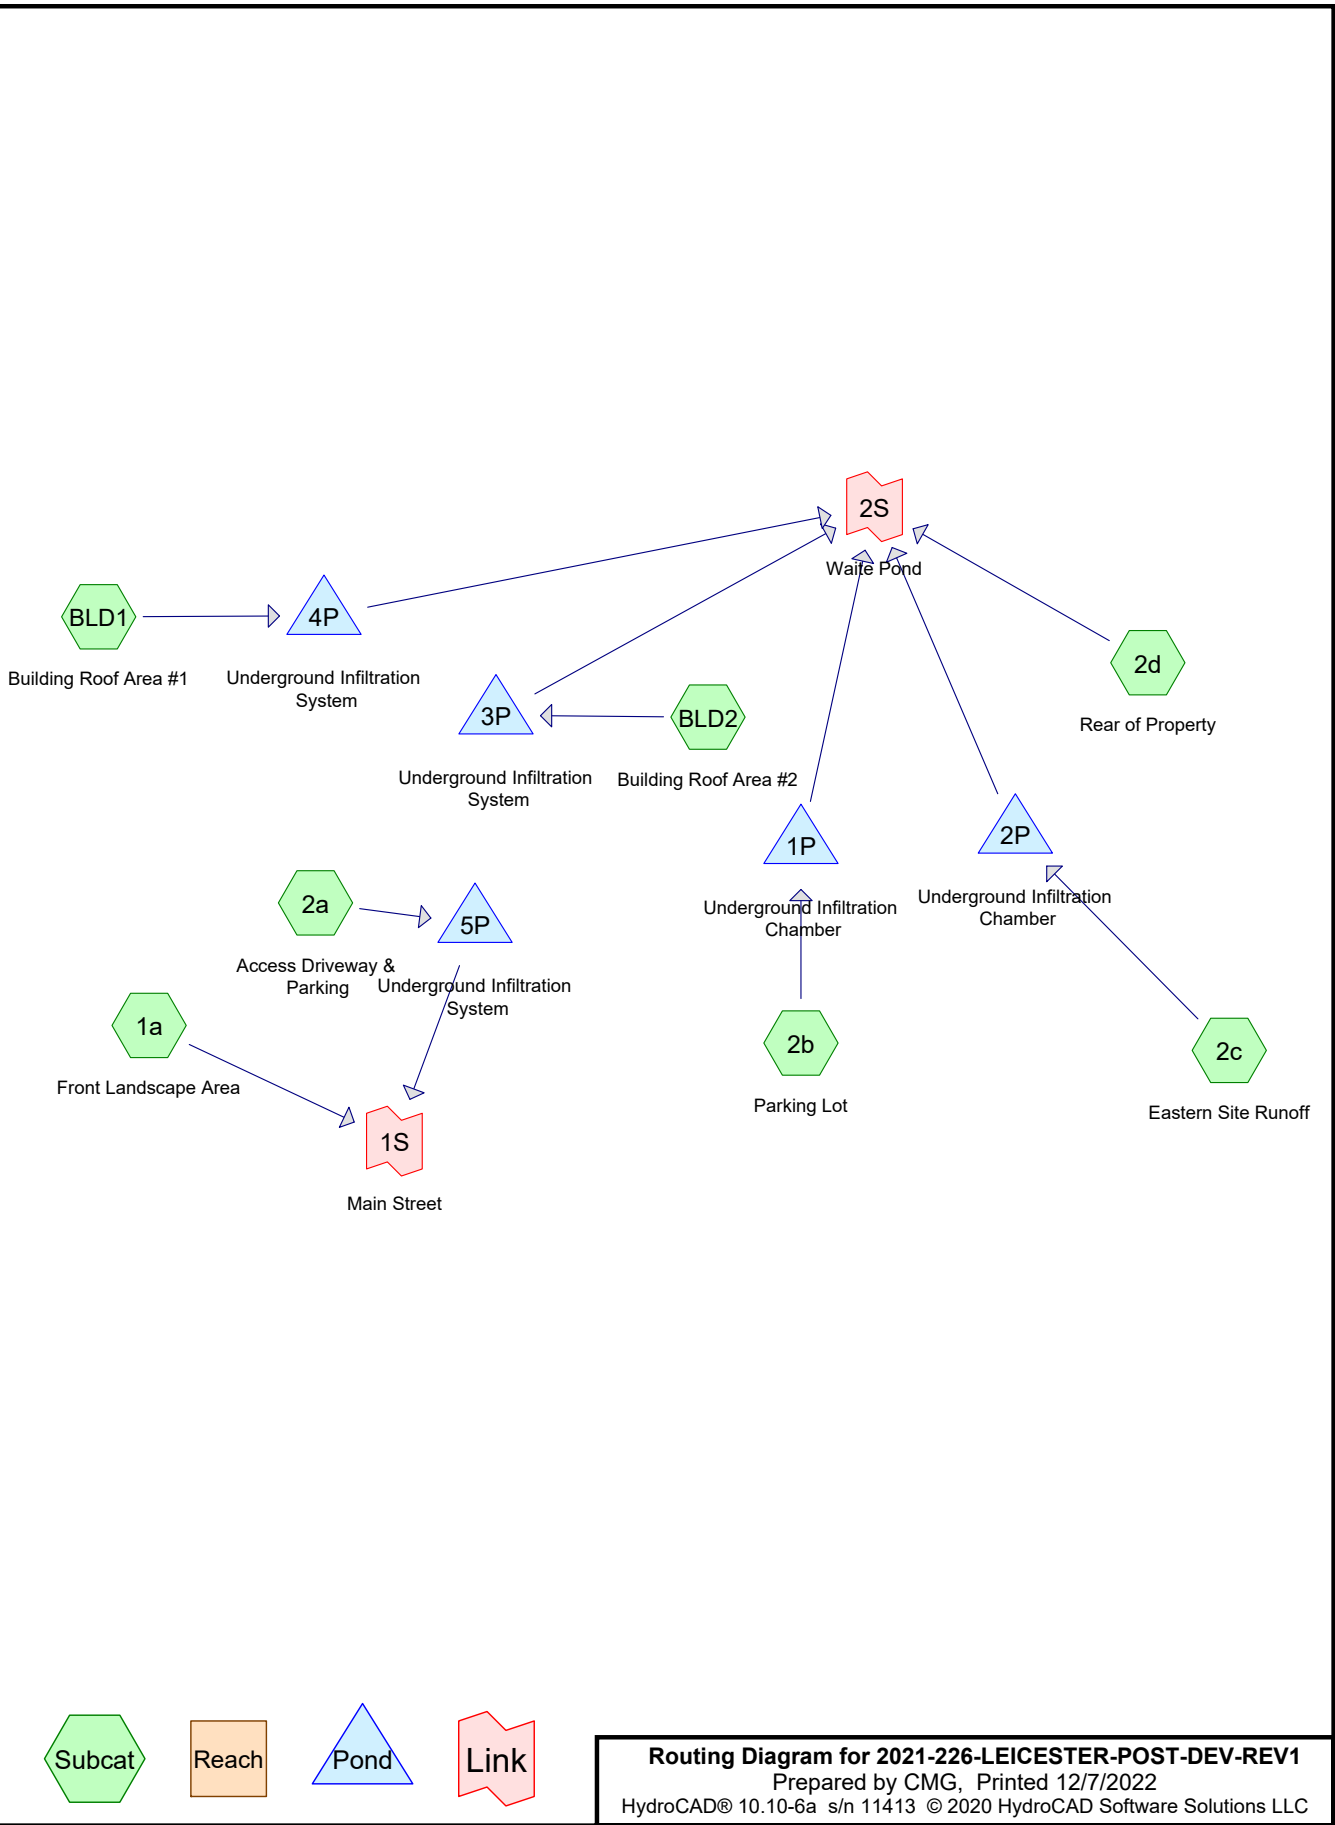 2S
Waite Pond
BLD1
Building Roof Area #1
4P
Underground Infiltration
System
3P
Underground Infiltration
System
BLD2
Building Roof Area #2
2d
Rear of Property
1P
Underground Infiltration
Chamber
2P
Underground Infiltration
Chamber
2a
Access Driveway &
Parking
5P
Underground Infiltration
System
1a
Front Landscape Area
2b
Parking Lot
2c
Eastern Site Runoff
1S
Main Street
Subcat
Reach
Pond
Link
Routing Diagram for 2021-226-LEICESTER-POST-DEV-REV1
Prepared by CMG, Printed 12/7/2022
HydroCAD® 10.10-6a s/n 11413 © 2020 HydroCAD Software Solutions LLC